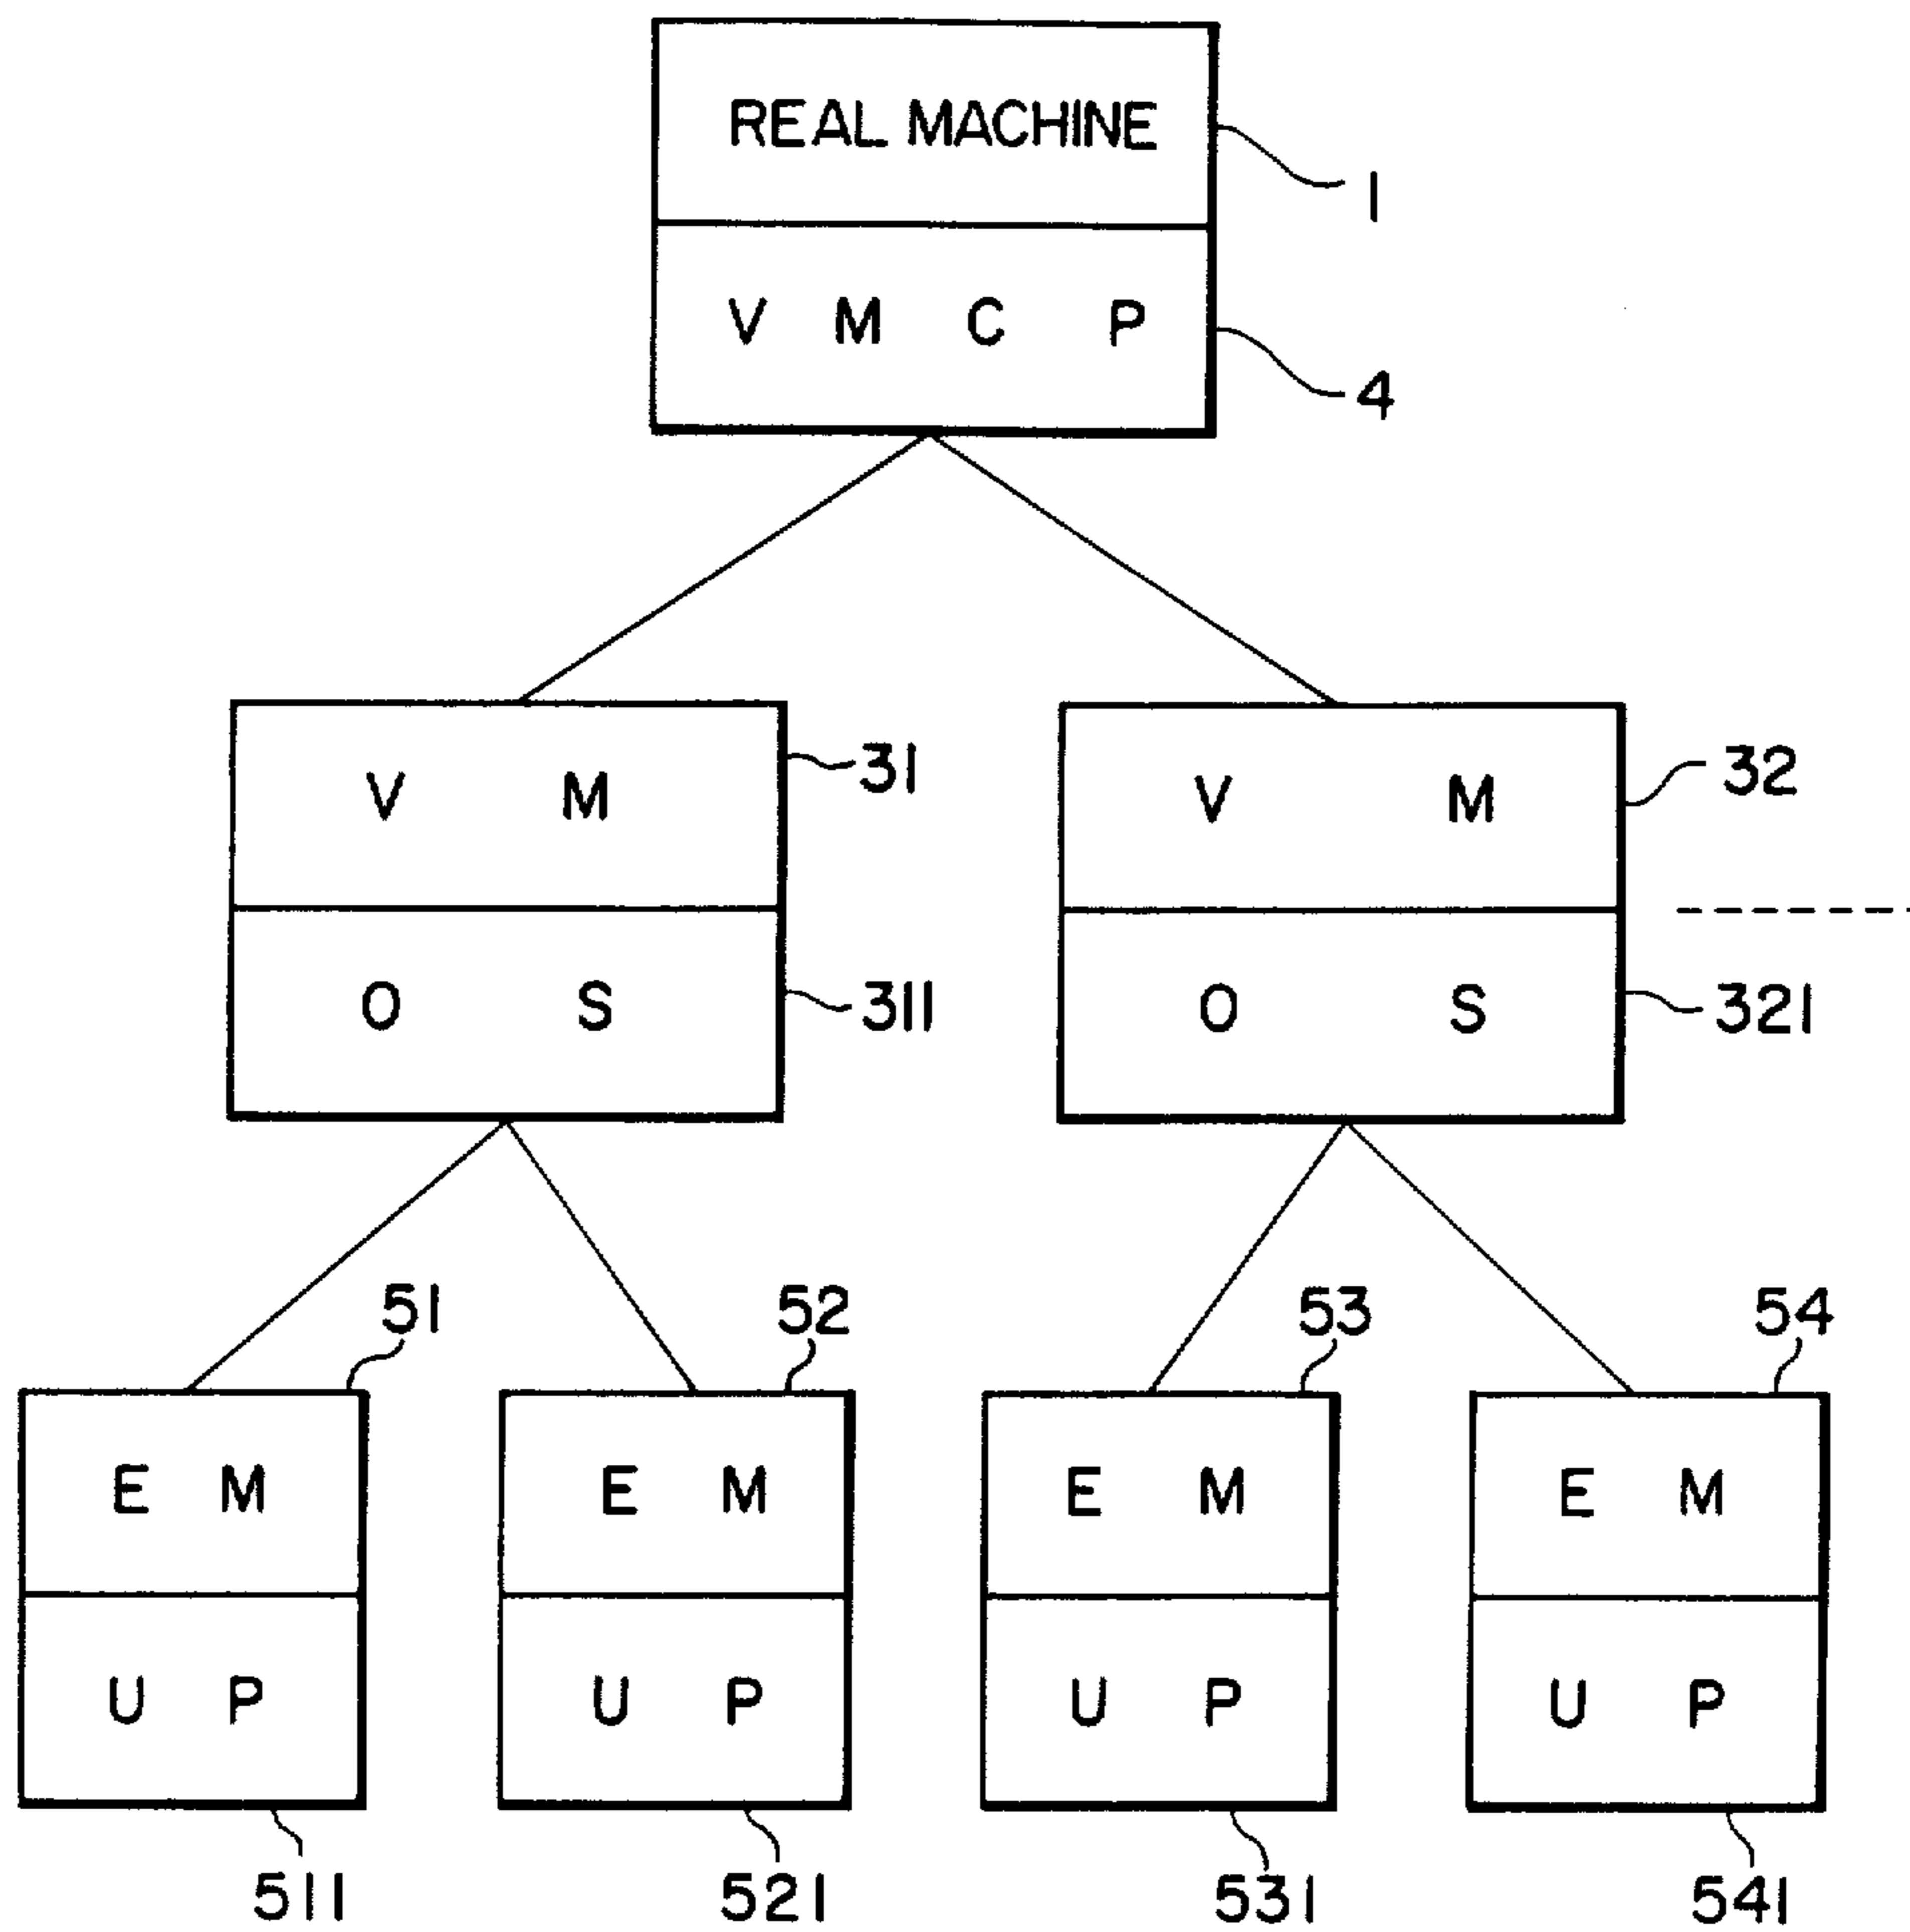 REAL MACHINE
1
V M C P
4
V M
31
V M
32
O S
311
O S
321
51
52
53
54
E M
E M
E M
E M
U P
U P
U P
U P
511
521
531
541